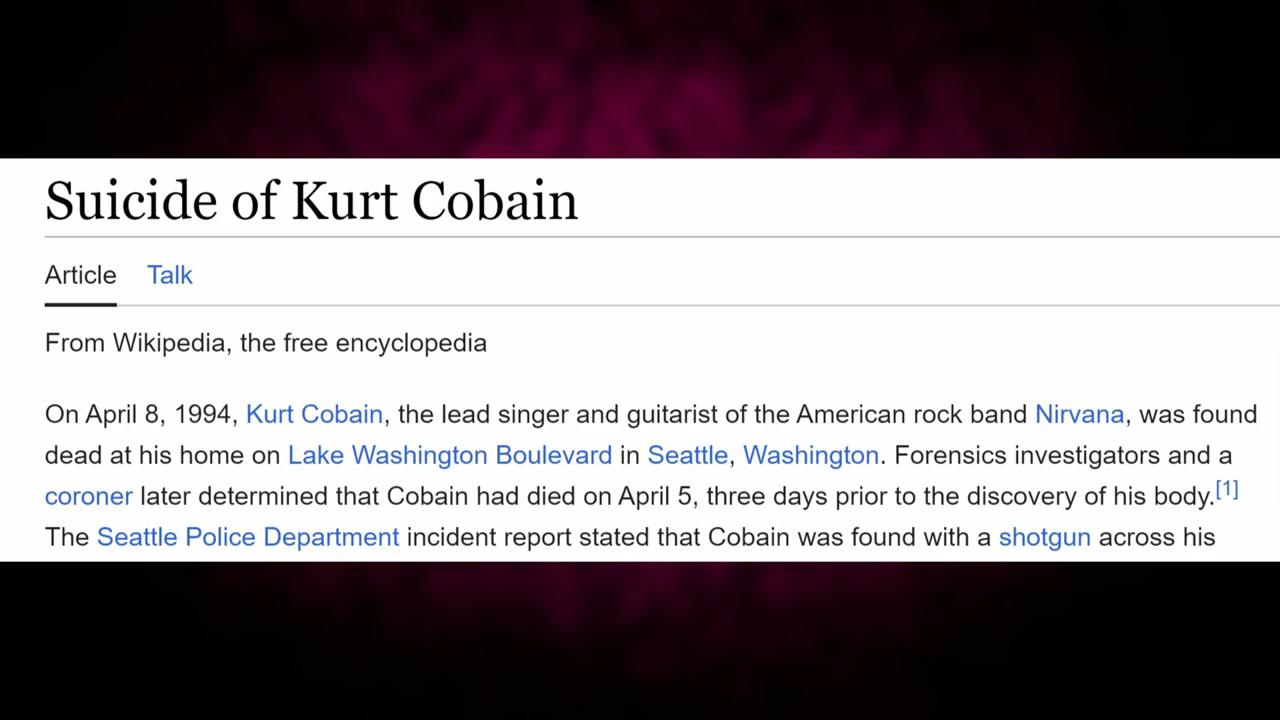 Suicide of Kurt Cobain
Article Talk
From Wikipedia, the free encyclopedia
On April 8, 1994, Kurt Cobain, the lead singer and guitarist of the American rock band Nirvana, was found
dead at his home on Lake Washington Boulevard in Seattle, Washington. Forensics investigators and a
coroner later determined that Cobain had died on April 5, three days prior to the discovery of his body.[1]
The Seattle Police Department incident report stated that Cobain was found with a shotgun across his